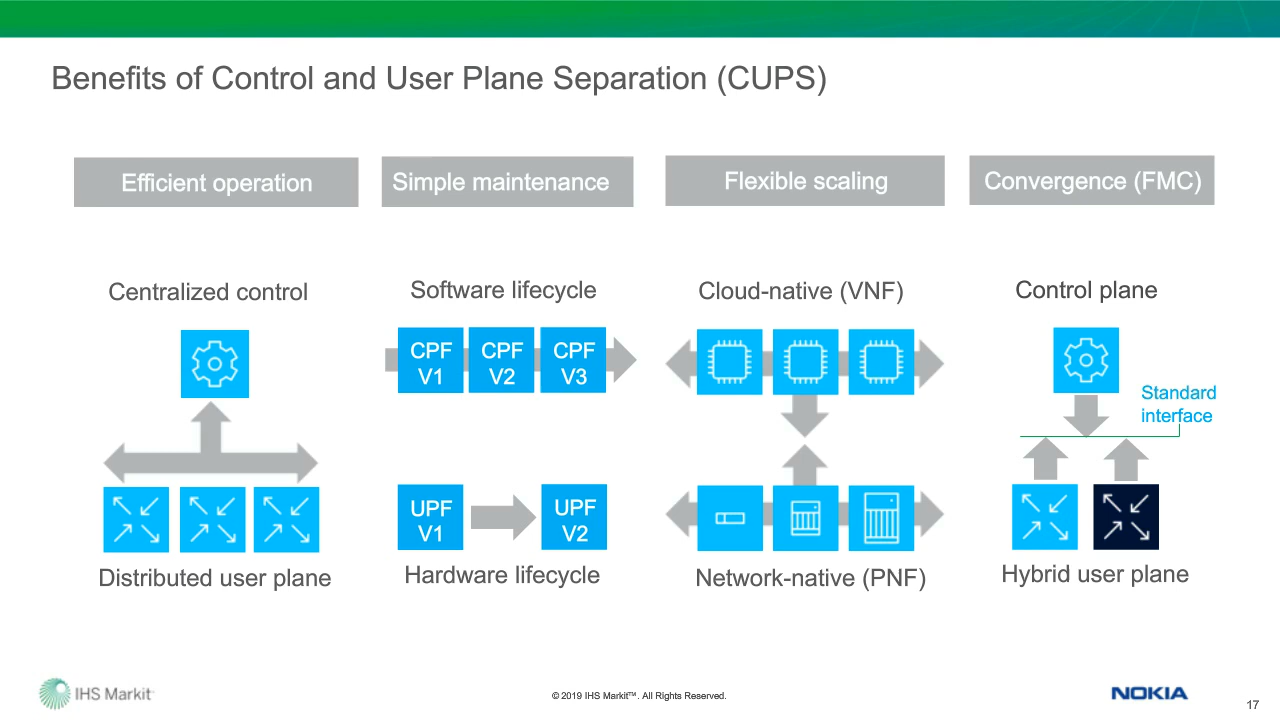 Benefits of Control and User Plane Separation (CUPS)
Efficient operation
Simple maintenance
Flexible scaling
Convergence (FMC)
Centralized control
Software lifecycle
Cloud-native (VNF)
Control plane
CPF
V1
CPF
V2
CPF
V3
Standard
interface
UPF
V1
UPF
V2
Distributed user plane
Hardware lifecycle
Network-native (PNF)
Hybrid user plane
IHS Markit™
© 2019 IHS Markit™. All Rights Reserved.
NOKIA
17